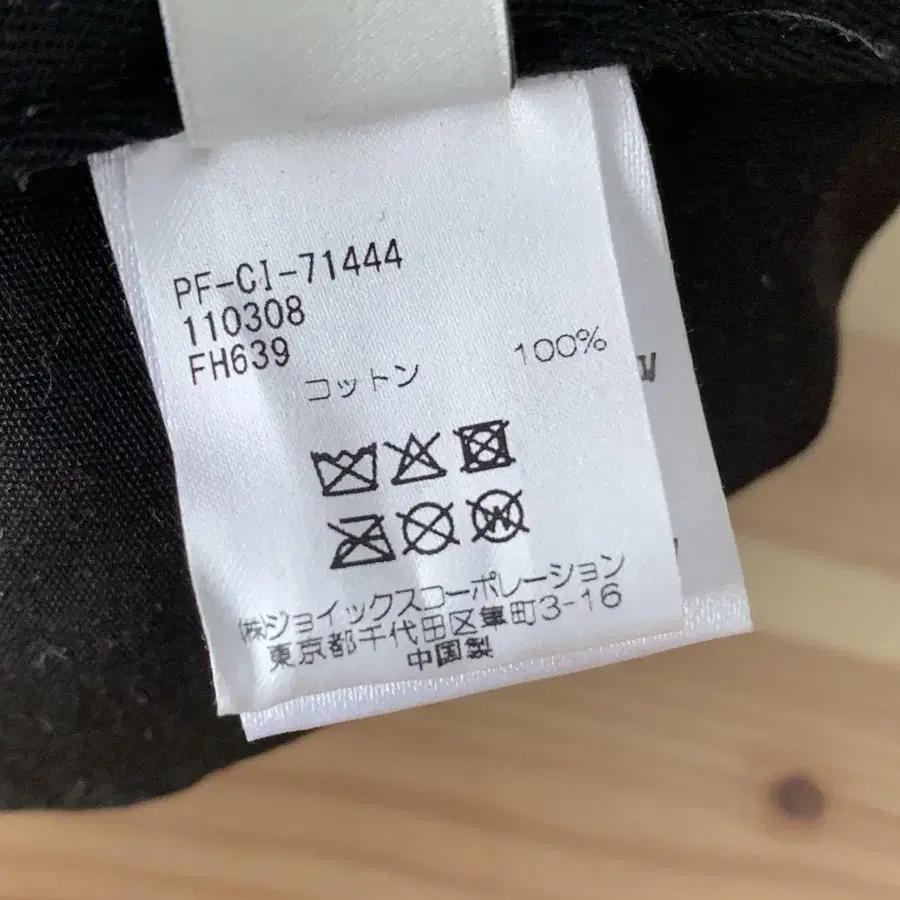 PF-CI-71444
110308
FH639
コットン 100%
W
㈱ジョイックスコーポレーション
東京都千代田区隼町3-16
中国製